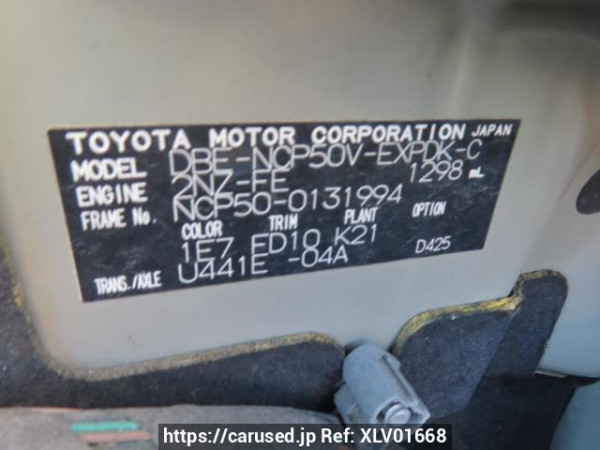 TOYOTA MOTOR CORPORATION JAPAN
MODEL DBE-NCP50V-EXPDK-C
ENGINE 2NZ-FE 1298 mL
FRAME No. NCP50-0131994
COLOR TRIM PLANT OPTION
1E7 ED10 K21
TRANS./AXLE U441E -04A D425
https://carused.jp Ref: XLV01668